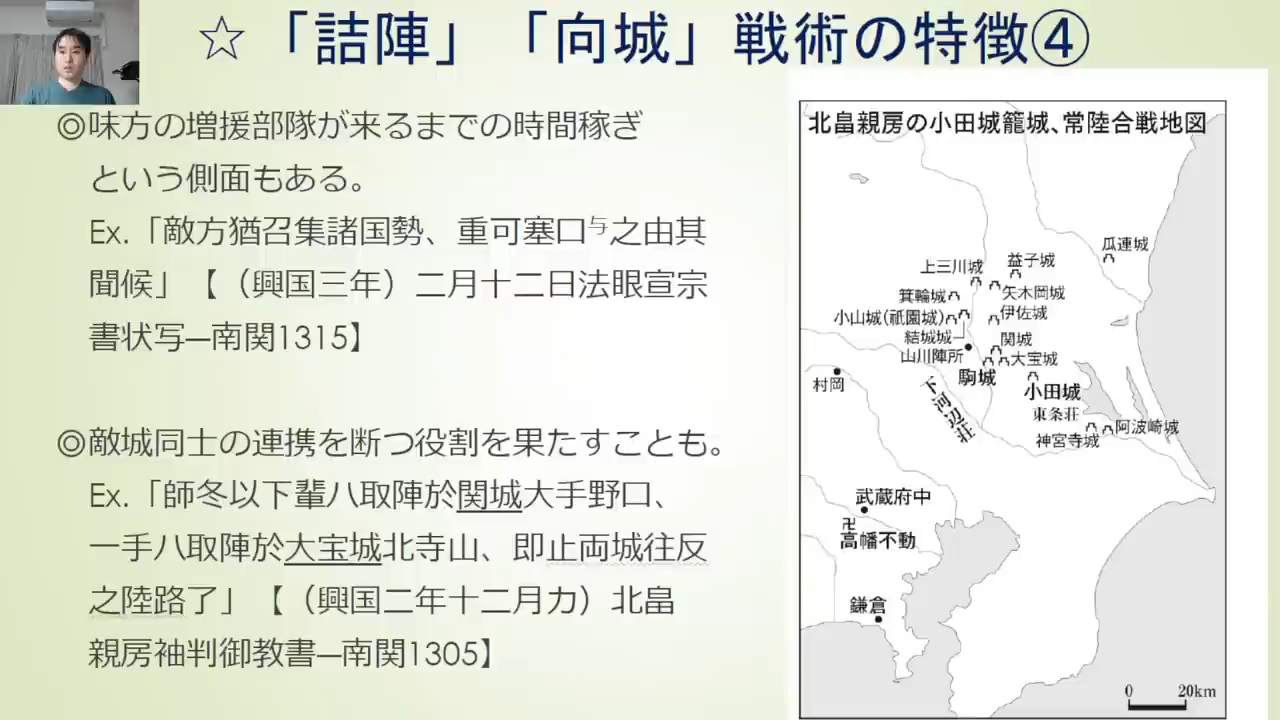 ☆「詰陣」「向城」戦術の特徴④
◎味方の増援部隊が来るまでの時間稼ぎ
という側面もある。
Ex.「敵方猶召集諸国勢、重可塞口与之由其
聞候」【（興国三年）二月十二日法眼宣宗
書状写―南関1315】
◎敵城同士の連携を断つ役割を果たすことも。
Ex.「師冬以下輩八取陣於関城大手野口、
一手八取陣於大宝城北寺山、即止両城往反
之陸路了」【（興国二年十二月カ）北畠
親房袖判御教書―南関1305】
北畠親房の小田城籠城、常陸合戦地図
瓜連城
益子城
上三川城
矢木岡城
箕輪城
伊佐城
小山城(祇園城)
結城城
関城
山川陣所
大宝城
駒城
村岡
小田城
下河辺荘
東条荘
阿波崎城
神宮寺城
武蔵府中
卍
高幡不動
鎌倉
0 20km